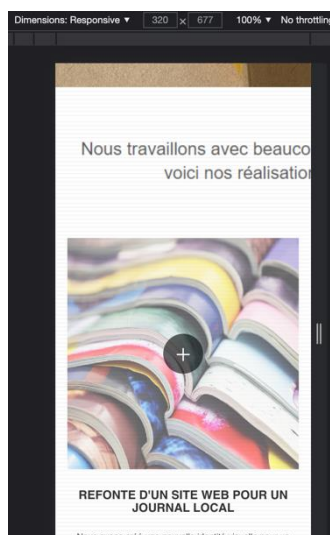 Dimensions: Responsive ▼ 320 × 677 100% ▼ No throttling
Nous travaillons avec beauco
voici nos réalisation
+
REFONTE D'UN SITE WEB POUR UN
JOURNAL LOCAL